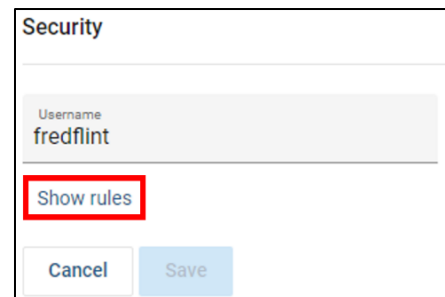 Security
Username
fredflint
Show rules
Cancel
Save